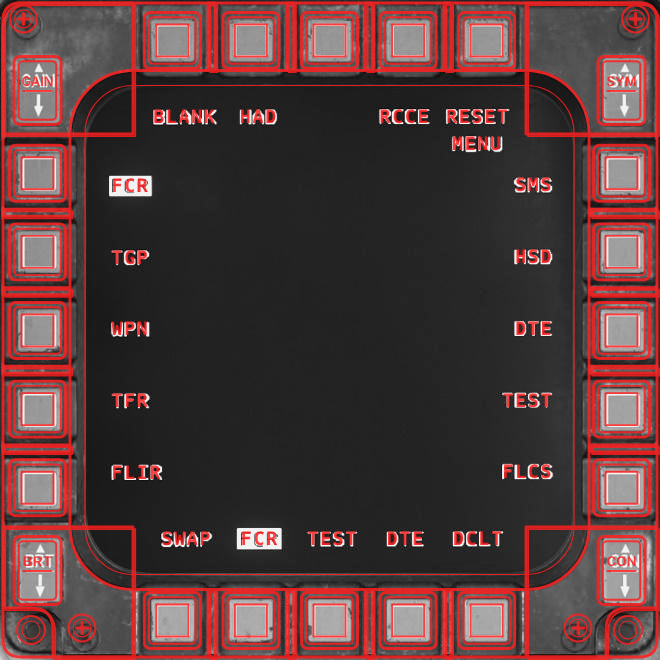 GAIN
SYM
BLANK HAD RCCE RESET
MENU
FCR SMS
TGP HSD
WPN DTE
TFR TEST
FLIR FLCS
SWAP FCR TEST DTE DCLT
BRT
CON